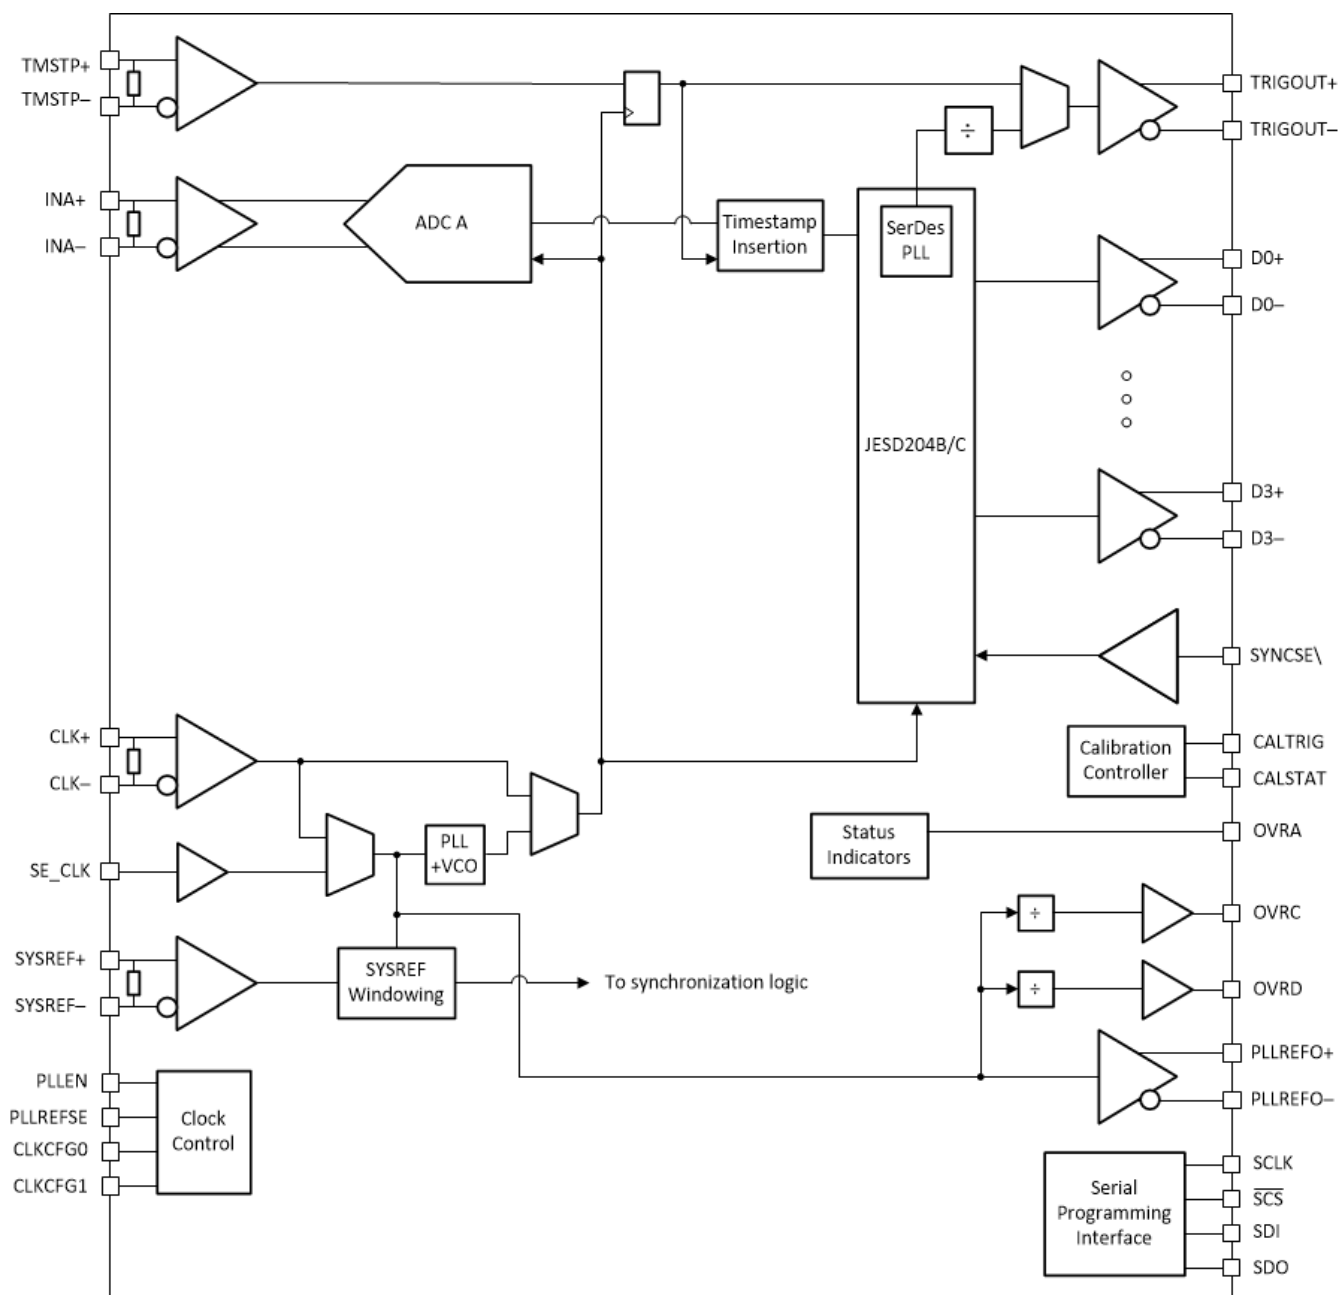 TMSTP+
TMSTP–
TRIGOUT+
÷
TRIGOUT–
INA+
INA–
ADC A
Timestamp
Insertion
SerDes
PLL
D0+
D0–
JESD204B/C
D3+
D3–
SYNCSE\
CLK+
CLK–
Calibration
Controller
CALTRIG
CALSTAT
SE_CLK
PLL
+VCO
Status
Indicators
OVRA
÷
OVRC
SYSREF+
SYSREF–
SYSREF
Windowing
To synchronization logic
÷
OVRD
PLLREFO+
PLLREFO–
PLLEN
PLLREFSE
CLKCFG0
CLKCFG1
Clock
Control
Serial
Programming
Interface
SCLK
SCS
SDI
SDO